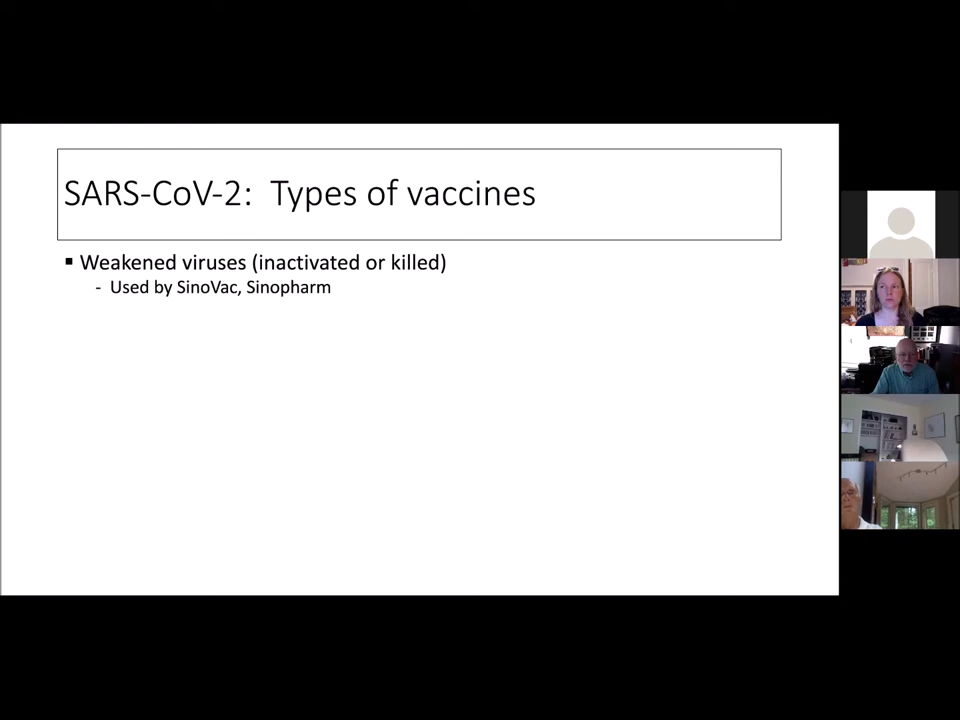 SARS-CoV-2: Types of vaccines
▪ Weakened viruses (inactivated or killed)
- Used by SinoVac, Sinopharm